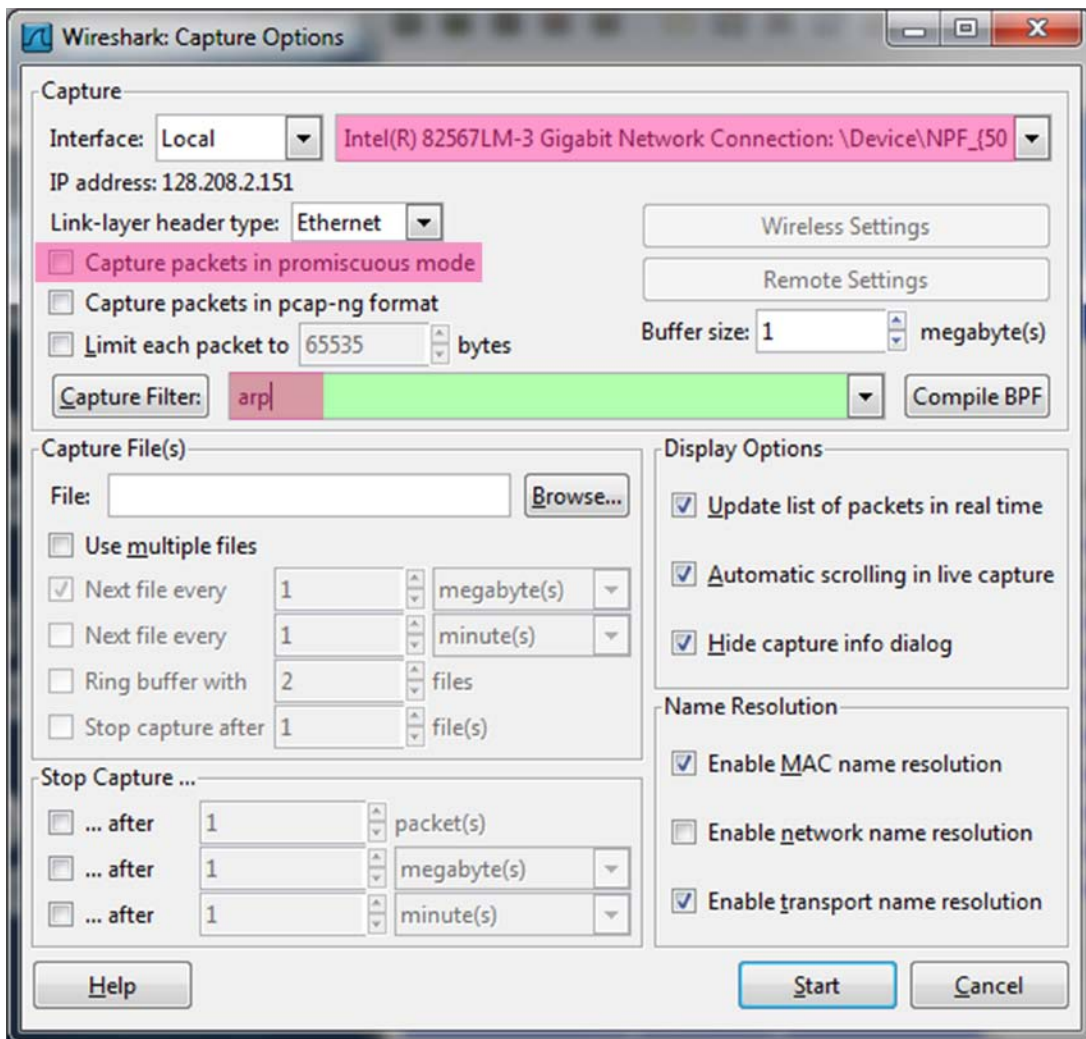 Wireshark: Capture Options
Capture
Interface: Local Intel(R) 82567LM-3 Gigabit Network Connection: \Device\NPF_{50
IP address: 128.208.2.151
Link-layer header type: Ethernet Wireless Settings
Capture packets in promiscuous mode
Remote Settings
Capture packets in pcap-ng format
Limit each packet to 65535 bytes Buffer size: 1 megabyte(s)
Capture Filter: arp Compile BPF
Capture File(s)
File: Browse...
Use multiple files
Next file every 1 megabyte(s)
Next file every 1 minute(s)
Ring buffer with 2 files
Stop capture after 1 file(s)
Stop Capture ...
... after 1 packet(s)
... after 1 megabyte(s)
... after 1 minute(s)
Display Options
Update list of packets in real time
Automatic scrolling in live capture
Hide capture info dialog
Name Resolution
Enable MAC name resolution
Enable network name resolution
Enable transport name resolution
Help Start Cancel